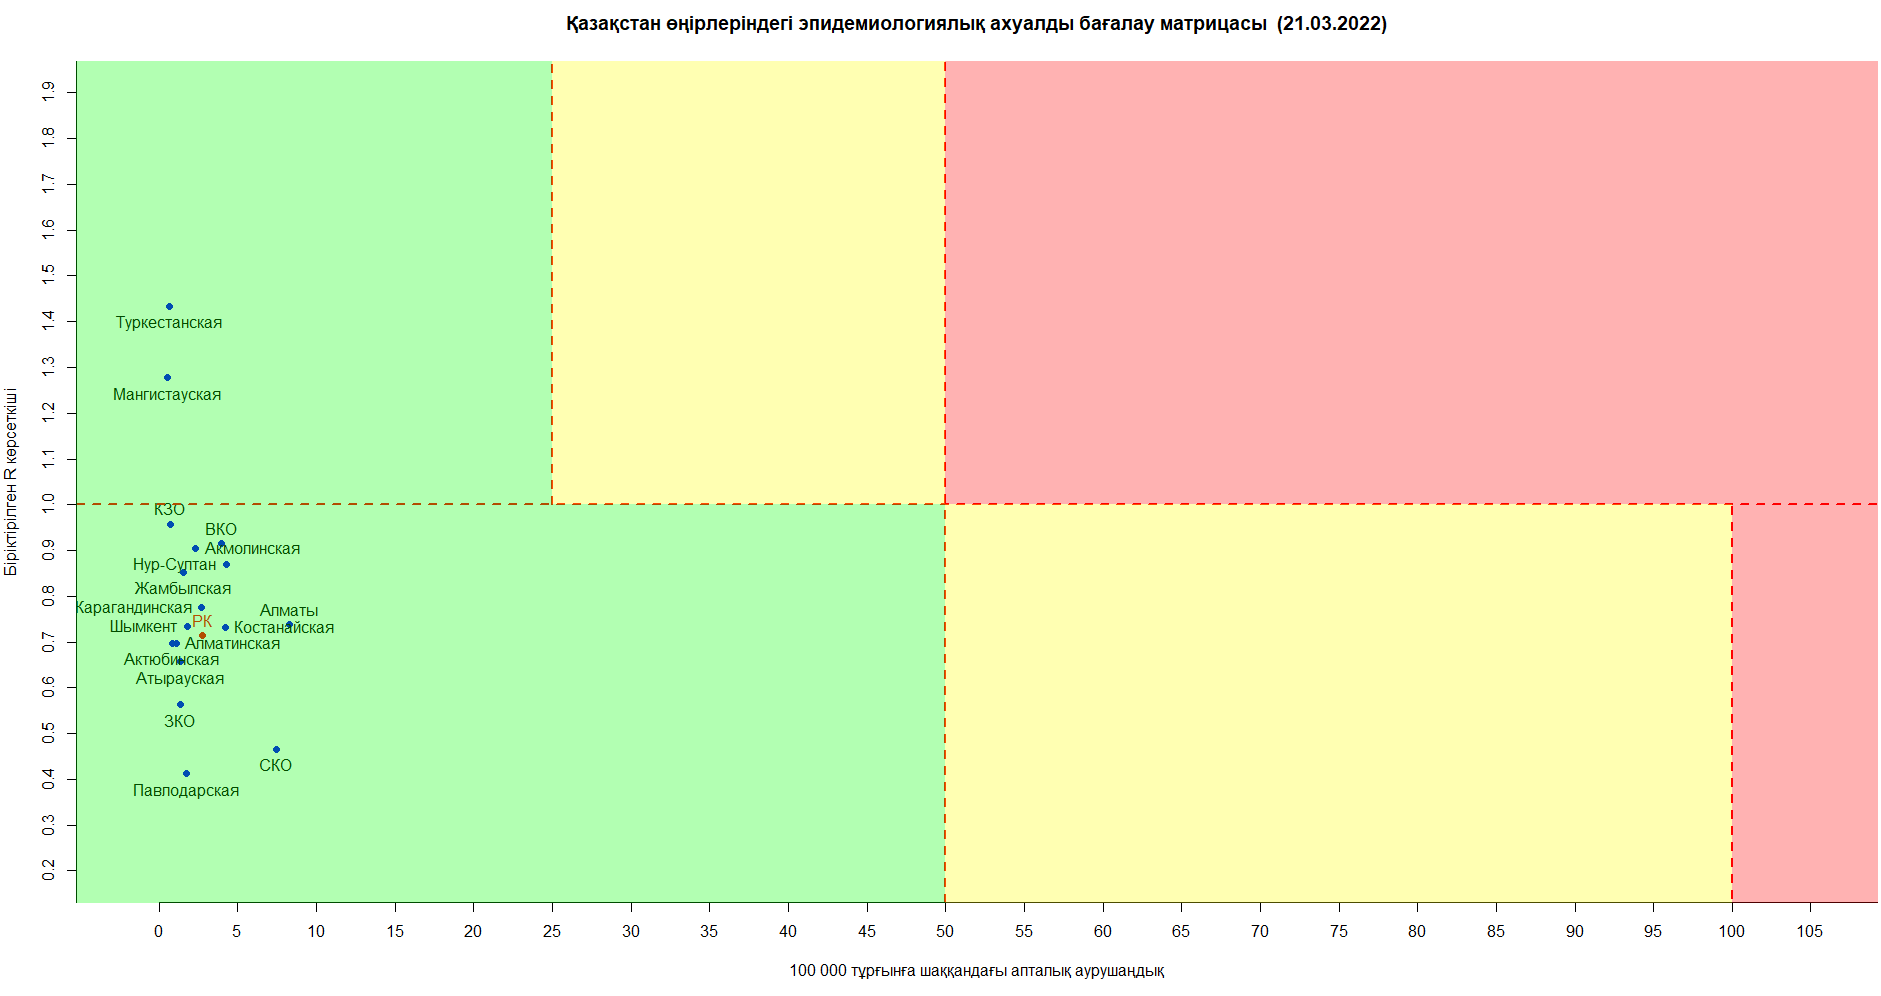 Қазақстан өңірлеріндегі эпидемиологиялық ахуалды бағалау матрицасы (21.03.2022)
Біріктірілген R көрсеткіші
1.9
1.8
1.7
1.6
1.5
1.4
1.3
1.2
1.1
1.0
0.9
0.8
0.7
0.6
0.5
0.4
0.3
0.2
Туркестанская
Мангистауская
КЗО
ВКО
Акмолинская
Нур-Султан
Жамбылская
Карагандинская
Алматы
РК
Шымкент
Костанайская
Алматинская
Актюбинская
Атырауская
ЗКО
СКО
Павлодарская
0 5 10 15 20 25 30 35 40 45 50 55 60 65 70 75 80 85 90 95 100 105
100 000 тұрғынға шаққандағы апталық аурушаңдық